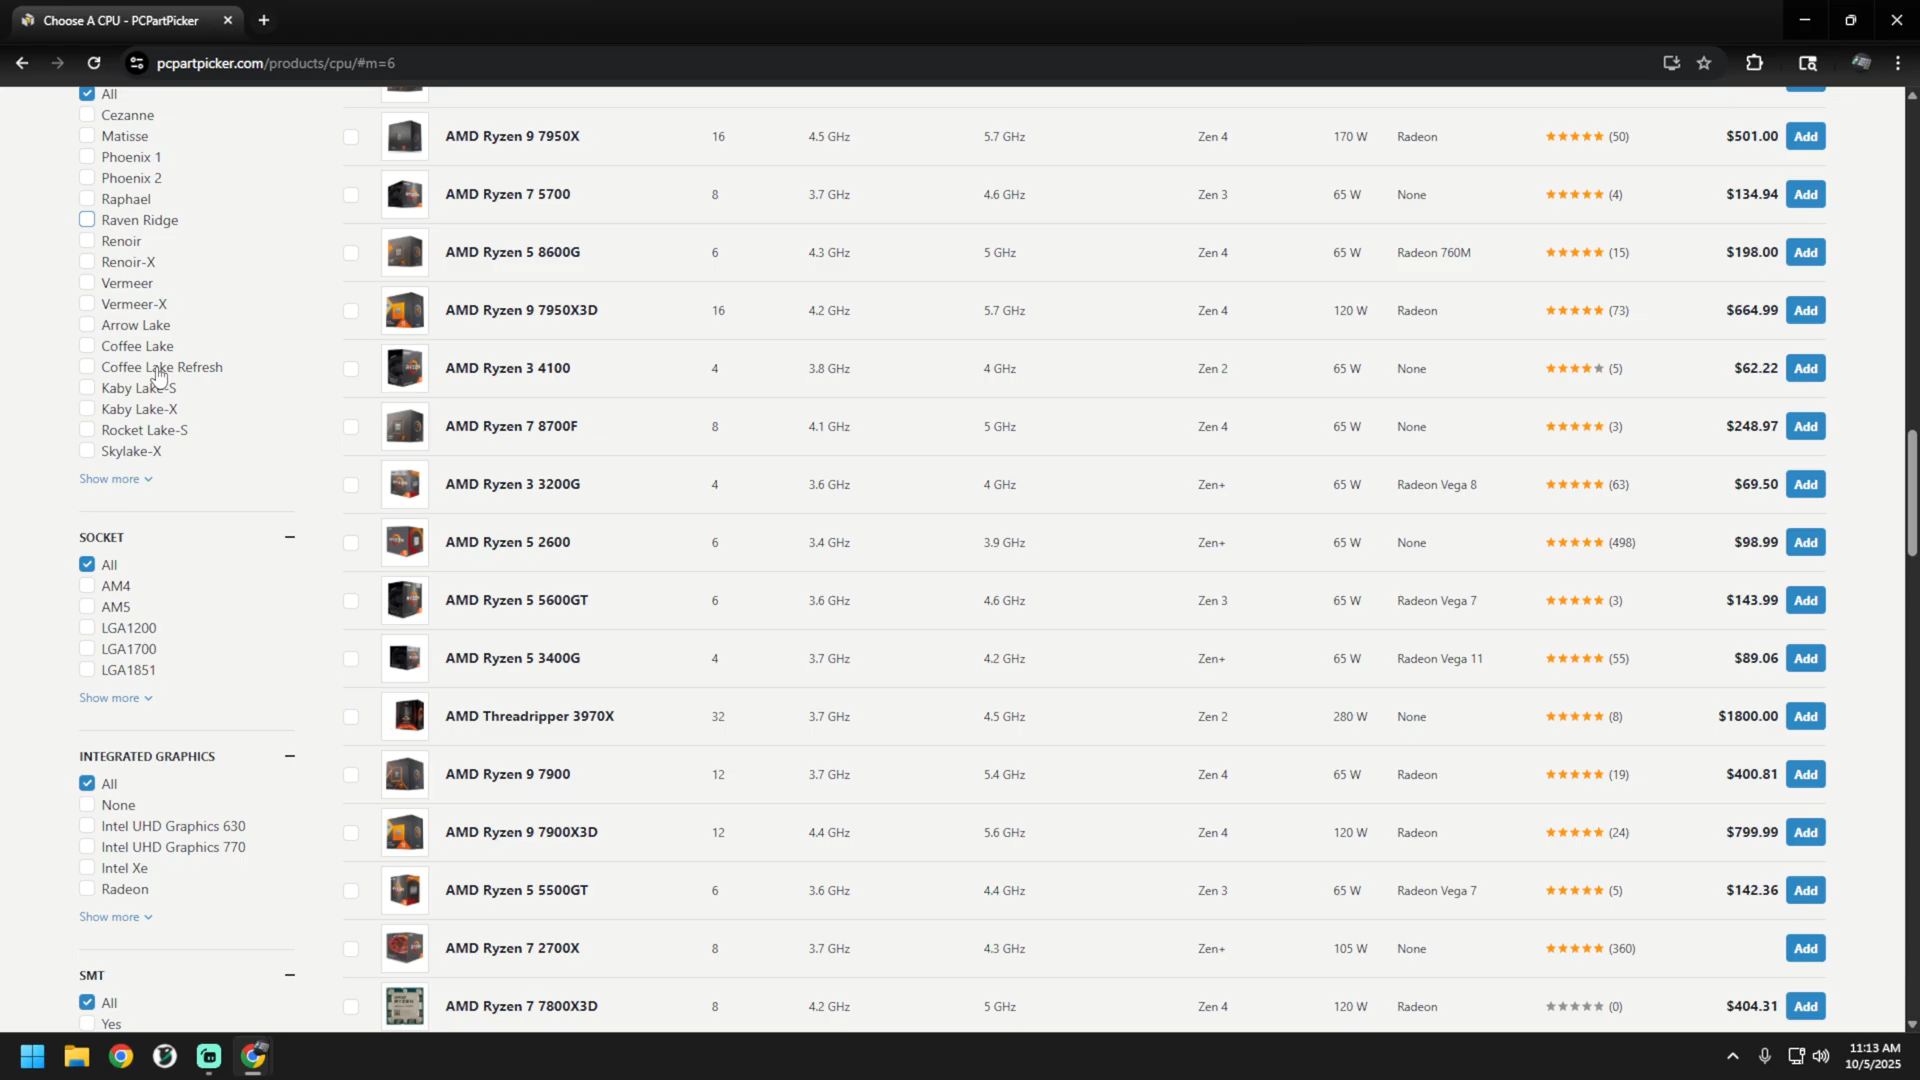 Choose A CPU - PCPartPicker
pcpartpicker.com/products/cpu/#m=6
All
Cezanne
Matisse
Phoenix 1
Phoenix 2
Raphael
Raven Ridge
Renoir
Renoir-X
Vermeer
Vermeer-X
Arrow Lake
Coffee Lake
Coffee Lake Refresh
Kaby Lake-S
Kaby Lake-X
Rocket Lake-S
Skylake-X
Show more
SOCKET
All
AM4
AM5
LGA1200
LGA1700
LGA1851
Show more
INTEGRATED GRAPHICS
All
None
Intel UHD Graphics 630
Intel UHD Graphics 770
Intel Xe
Radeon
Show more
SMT
All
Yes
AMD Ryzen 9 7950X 16 4.5 GHz 5.7 GHz Zen 4 170 W Radeon (50) $501.00 Add
AMD Ryzen 7 5700 8 3.7 GHz 4.6 GHz Zen 3 65 W None (4) $134.94 Add
AMD Ryzen 5 8600G 6 4.3 GHz 5 GHz Zen 4 65 W Radeon 760M (15) $198.00 Add
AMD Ryzen 9 7950X3D 16 4.2 GHz 5.7 GHz Zen 4 120 W Radeon (73) $664.99 Add
AMD Ryzen 3 4100 4 3.8 GHz 4 GHz Zen 2 65 W None (5) $62.22 Add
AMD Ryzen 7 8700F 8 4.1 GHz 5 GHz Zen 4 65 W None (3) $248.97 Add
AMD Ryzen 3 3200G 4 3.6 GHz 4 GHz Zen+ 65 W Radeon Vega 8 (63) $69.50 Add
AMD Ryzen 5 2600 6 3.4 GHz 3.9 GHz Zen+ 65 W None (498) $98.99 Add
AMD Ryzen 5 5600GT 6 3.6 GHz 4.6 GHz Zen 3 65 W Radeon Vega 7 (3) $143.99 Add
AMD Ryzen 5 3400G 4 3.7 GHz 4.2 GHz Zen+ 65 W Radeon Vega 11 (55) $89.06 Add
AMD Threadripper 3970X 32 3.7 GHz 4.5 GHz Zen 2 280 W None (8) $1800.00 Add
AMD Ryzen 9 7900 12 3.7 GHz 5.4 GHz Zen 4 65 W Radeon (19) $400.81 Add
AMD Ryzen 9 7900X3D 12 4.4 GHz 5.6 GHz Zen 4 120 W Radeon (24) $799.99 Add
AMD Ryzen 5 5500GT 6 3.6 GHz 4.4 GHz Zen 3 65 W Radeon Vega 7 (5) $142.36 Add
AMD Ryzen 7 2700X 8 3.7 GHz 4.3 GHz Zen+ 105 W None (360) Add
AMD Ryzen 7 7800X3D 8 4.2 GHz 5 GHz Zen 4 120 W Radeon (0) $404.31 Add
11:13 AM
10/5/2025